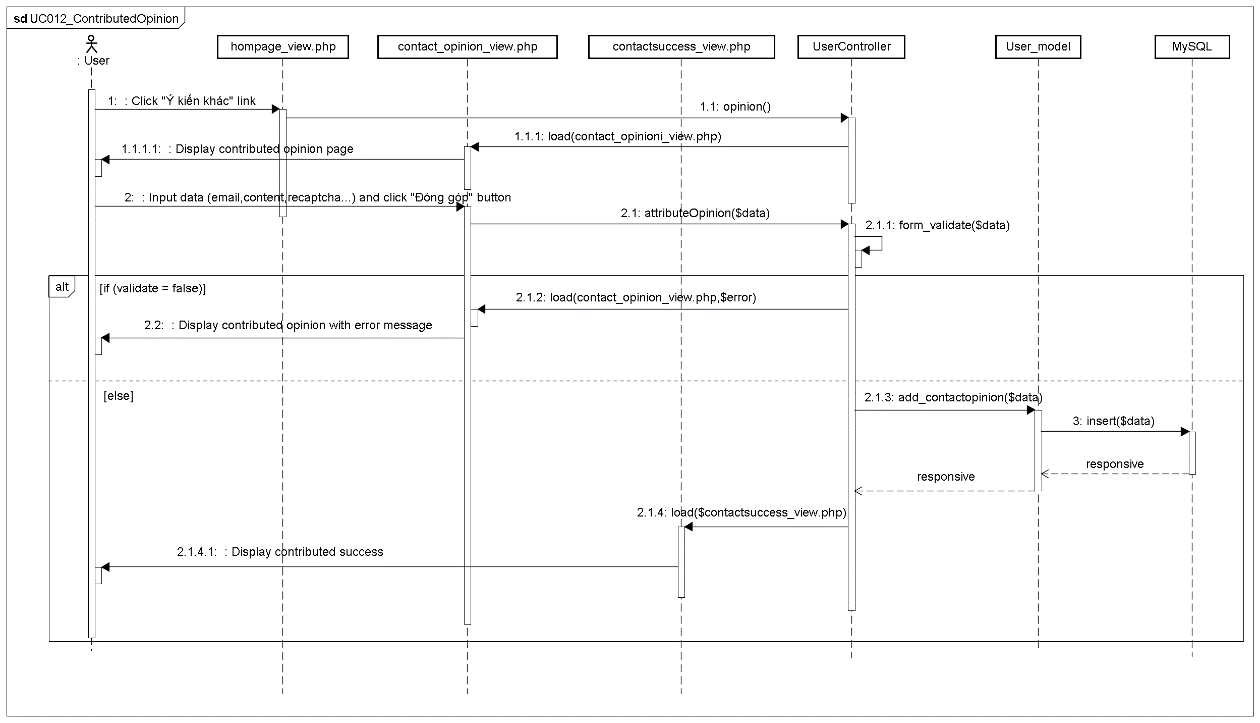 sd UC012_ContributedOpinion
: User
hompage_view.php
contact_opinion_view.php
contactsuccess_view.php
UserController
User_model
MySQL
1: : Click "Ý kiến khác" link
1.1: opinion()
1.1.1: load(contact_opinioni_view.php)
1.1.1.1: : Display contributed opinion page
2: : Input data (email,content,recaptcha...) and click "Đóng góp" button
2.1: attributeOpinion($data)
2.1.1: form_validate($data)
alt
[if (validate = false)]
2.1.2: load(contact_opinion_view.php,$error)
2.2: : Display contributed opinion with error message
[else]
2.1.3: add_contactopinion($data)
3: insert($data)
responsive
responsive
2.1.4: load($contactsuccess_view.php)
2.1.4.1: : Display contributed success